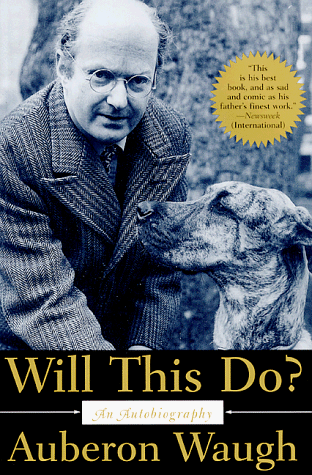 "This
is his best
book, and as sad
and comic as his
father's finest work."
—Newsweek
(International)
Will This Do?
An Autobiography
Auberon Waugh